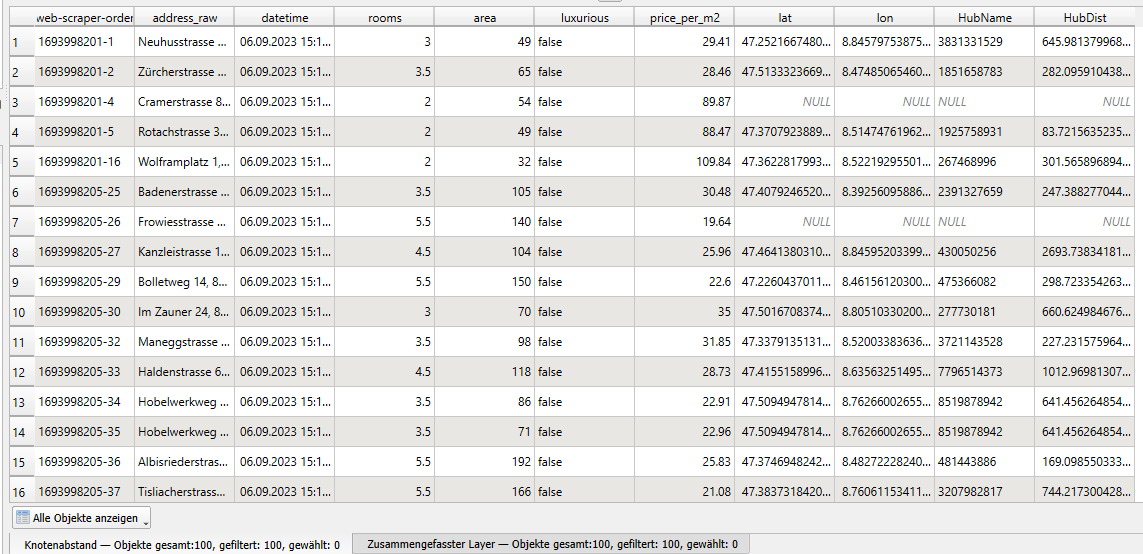 web-scraper-order address_raw datetime rooms area luxurious price_per_m2 lat lon HubName HubDist
1 1693998201-1 Neuhusstrasse ... 06.09.2023 15:1... 3 49 false 29.41 47.2521667480... 8.84579753875... 3831331529 645.981379968...
2 1693998201-2 Zürcherstrasse ... 06.09.2023 15:1... 3.5 65 false 28.46 47.5133323669... 8.47485065460... 1851658783 282.095910438...
3 1693998201-4 Cramerstrasse 8... 06.09.2023 15:1... 2 54 false 89.87 NULL NULL NULL NULL
4 1693998201-5 Rotachstrasse 3... 06.09.2023 15:1... 2 49 false 88.47 47.3707923889... 8.51474761962... 1925758931 83.7215635235...
5 1693998201-16 Wolframplatz 1,... 06.09.2023 15:1... 2 32 false 109.84 47.3622817993... 8.52219295501... 267468996 301.565896894...
6 1693998205-25 Badenerstrasse ... 06.09.2023 15:1... 3.5 105 false 30.48 47.4079246520... 8.39256095886... 2391327659 247.388277044...
7 1693998205-26 Frowiesstrasse ... 06.09.2023 15:1... 5.5 140 false 19.64 NULL NULL NULL NULL
8 1693998205-27 Kanzleistrasse 1... 06.09.2023 15:1... 4.5 104 false 25.96 47.4641380310... 8.84595203399... 430050256 2693.73834181...
9 1693998205-29 Bolletweg 14, 8... 06.09.2023 15:1... 5.5 150 false 22.6 47.2260437011... 8.46156120300... 475366082 298.723354263...
10 1693998205-30 Im Zauner 24, 8... 06.09.2023 15:1... 3 70 false 35 47.5016708374... 8.80510330200... 277730181 660.624984676...
11 1693998205-32 Maneggstrasse ... 06.09.2023 15:1... 3.5 98 false 31.85 47.3379135131... 8.52003383636... 3721143528 227.231575964...
12 1693998205-33 Haldenstrasse 6... 06.09.2023 15:1... 4.5 118 false 28.73 47.4155158996... 8.63563251495... 7796514373 1012.96981307...
13 1693998205-34 Hobelwerkweg ... 06.09.2023 15:1... 3.5 86 false 22.91 47.5094947814... 8.76266002655... 8519878942 641.456264854...
14 1693998205-35 Hobelwerkweg ... 06.09.2023 15:1... 3.5 71 false 22.96 47.5094947814... 8.76266002655... 8519878942 641.456264854...
15 1693998205-36 Albisriederstras... 06.09.2023 15:1... 5.5 192 false 25.83 47.3746948242... 8.48272228240... 481443886 169.098550333...
16 1693998205-37 Tisliacherstrass... 06.09.2023 15:1... 5.5 166 false 21.08 47.3837318420... 8.76061153411... 3207982817 744.217300428...
Alle Objekte anzeigen
Knotenabstand — Objekte gesamt:100, gefiltert: 100, gewählt: 0 Zusammengefasster Layer — Objekte gesamt:100, gefiltert: 100, gewählt: 0